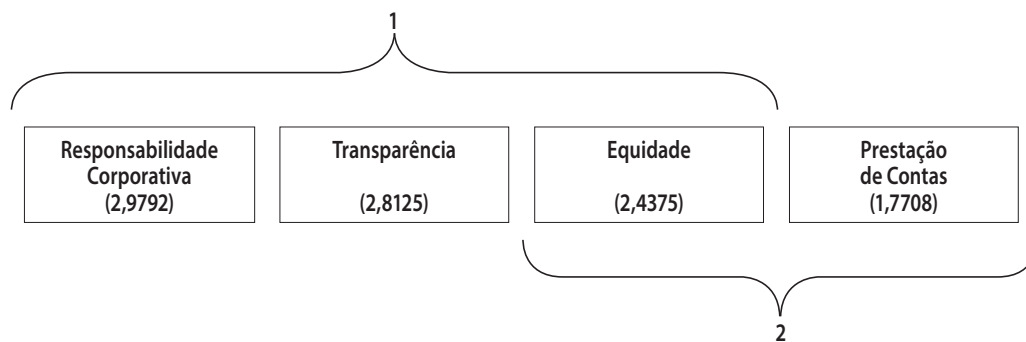 1
Responsabilidade
Corporativa
(2,9792)
Transparência
(2,8125)
Equidade
(2,4375)
Prestação
de Contas
(1,7708)
2